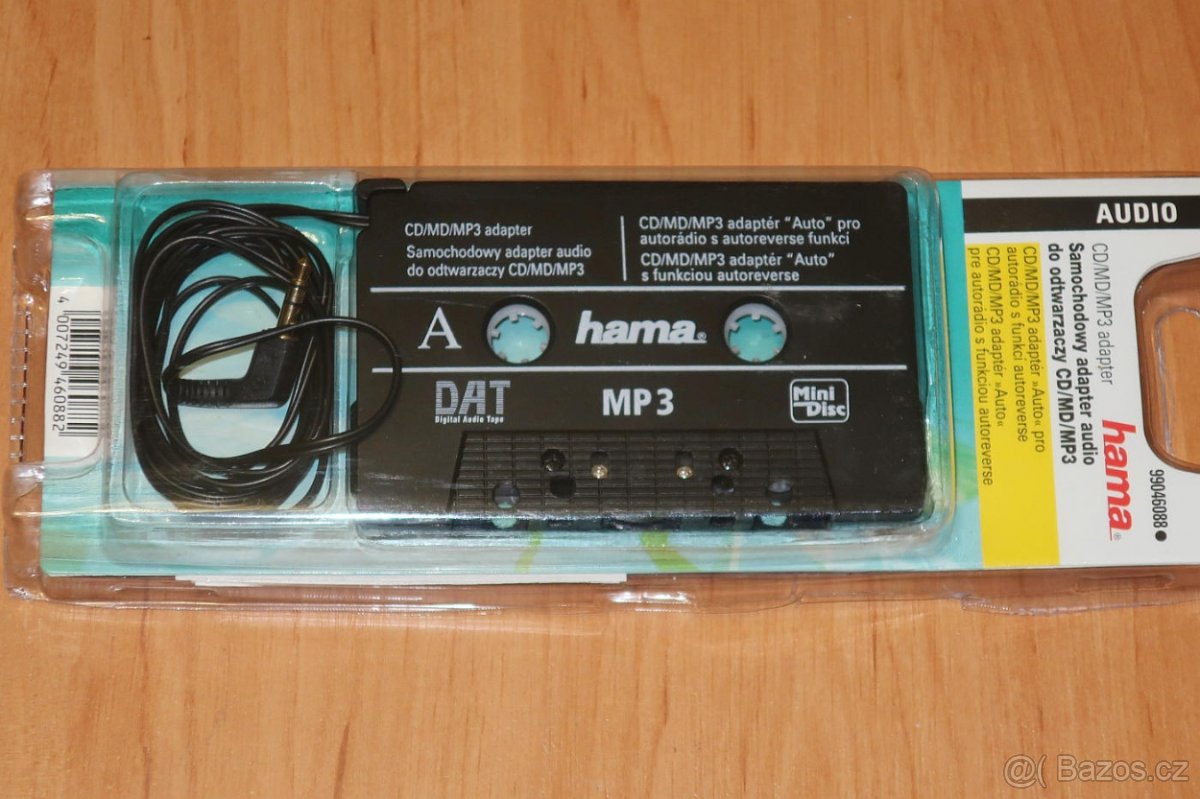 CD/MD/MP3 adapter
Samochodowy adapter audio
do odtwarzaczy CD/MD/MP3
CD/MD/MP3 adaptér "Auto" pro
autorádio s autoreverse funkcí
CD/MD/MP3 adaptér "Auto"
s funkciou autoreverse
A
hama®
DAT
Digital Audio Tape
MP3
Mini
Disc
4 007249 460882
AUDIO
CD/MD/MP3 adapter
Samochodowy adapter audio
do odtwarzaczy CD/MD/MP3
CD/MD/MP3 adaptér »Auto« pro
autorádio s funkcí autoreverse
CD/MD/MP3 adaptér »Auto«
pre autorádio s funkciou autoreverse
hama®
99046088
@( Bazos.cz